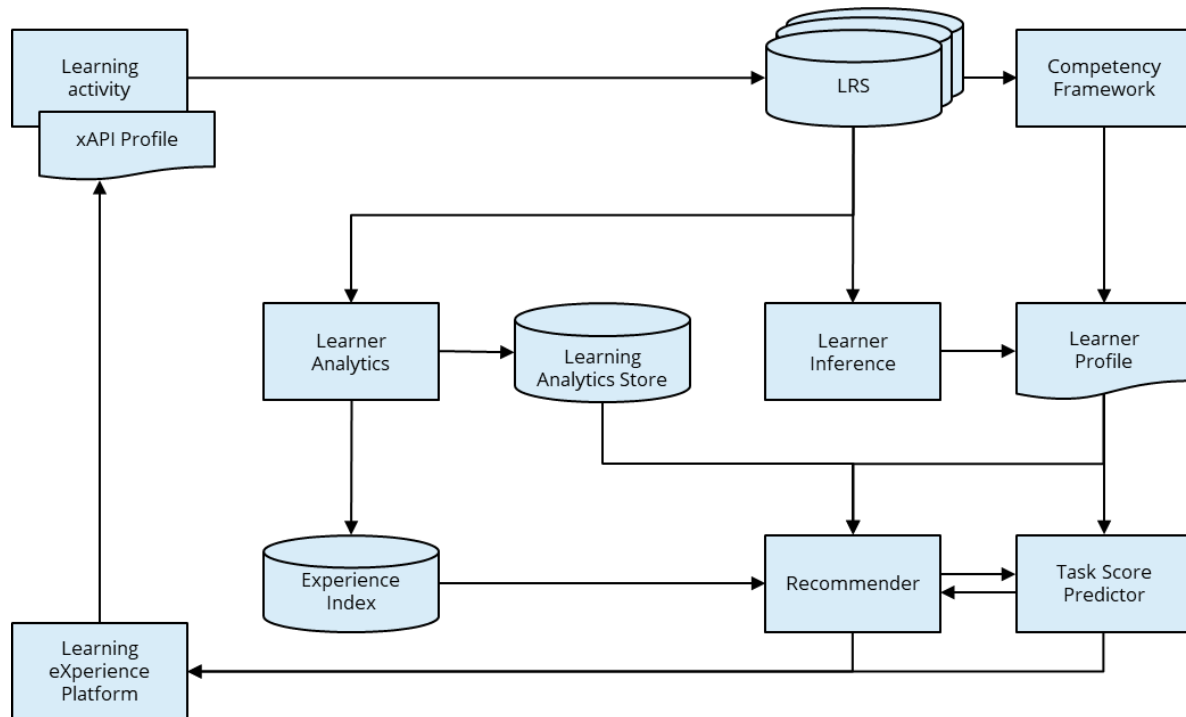 Learning
activity
xAPI Profile
LRS
Competency
Framework
Learner
Analytics
Learning
Analytics Store
Learner
Inference
Learner
Profile
Experience
Index
Recommender
Task Score
Predictor
Learning
eXperience
Platform